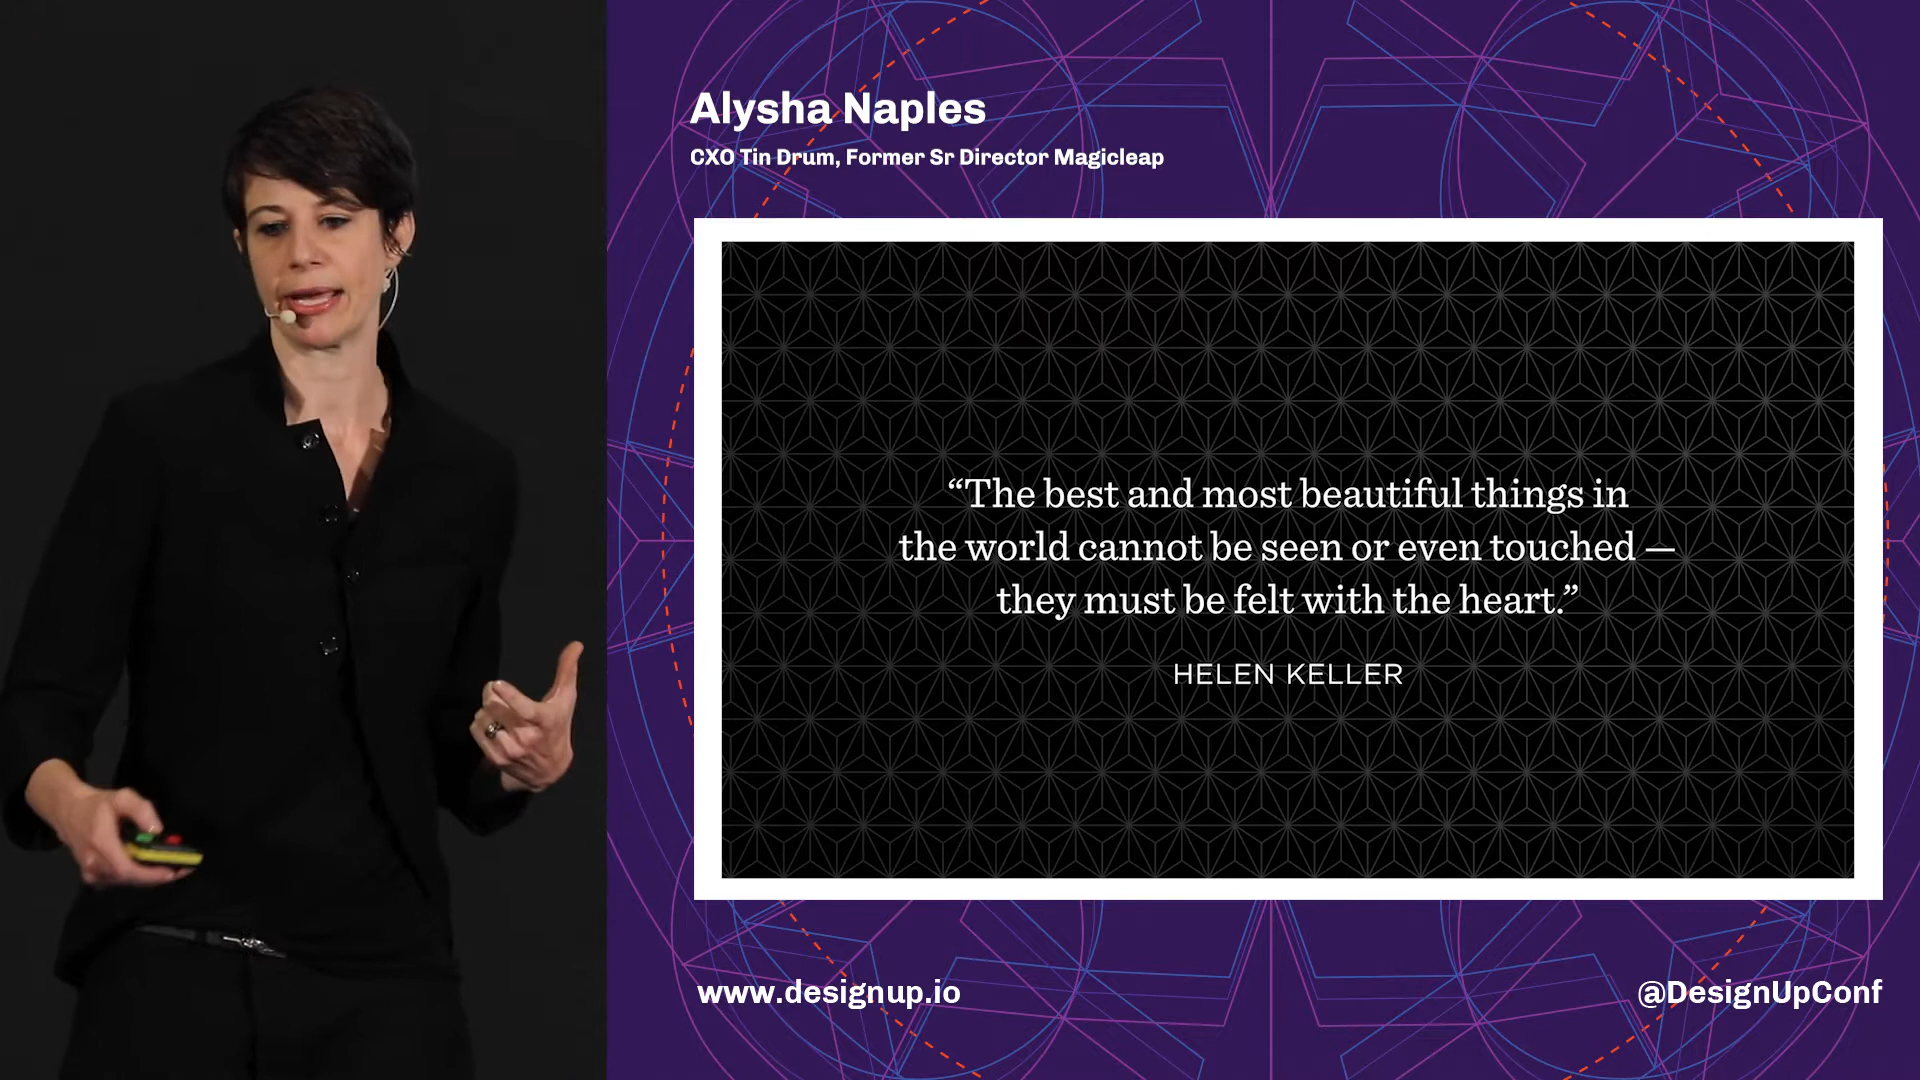 Alysha Naples
CXO Tin Drum, Former Sr Director Magicleap
“The best and most beautiful things in
the world cannot be seen or even touched —
they must be felt with the heart.”
HELEN KELLER
www.designup.io
@DesignUpConf